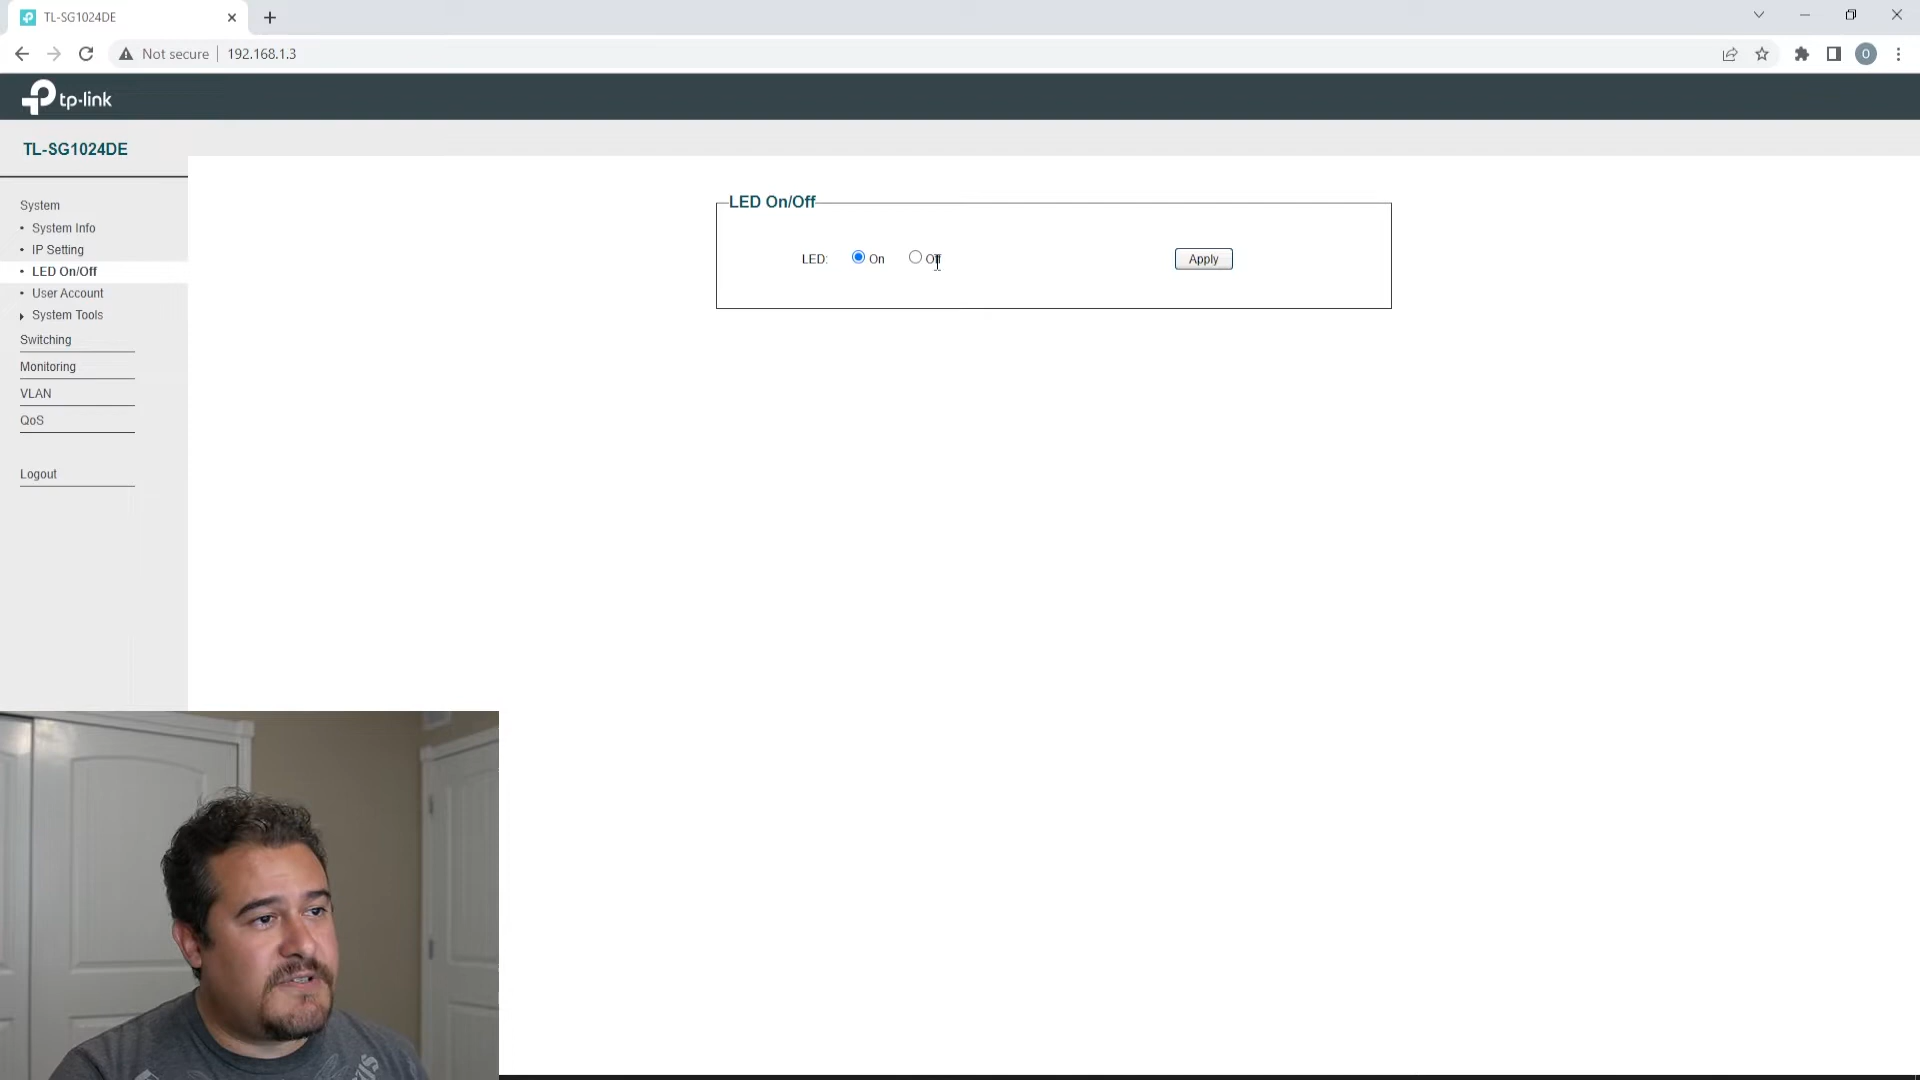 TL-SG1024DE
Not secure
192.168.1.3
O
tp-link
TL-SG1024DE
System
System Info
IP Setting
LED On/Off
User Account
System Tools
Switching
Monitoring
VLAN
QoS
Logout
LED On/Off
LED: On Off Apply